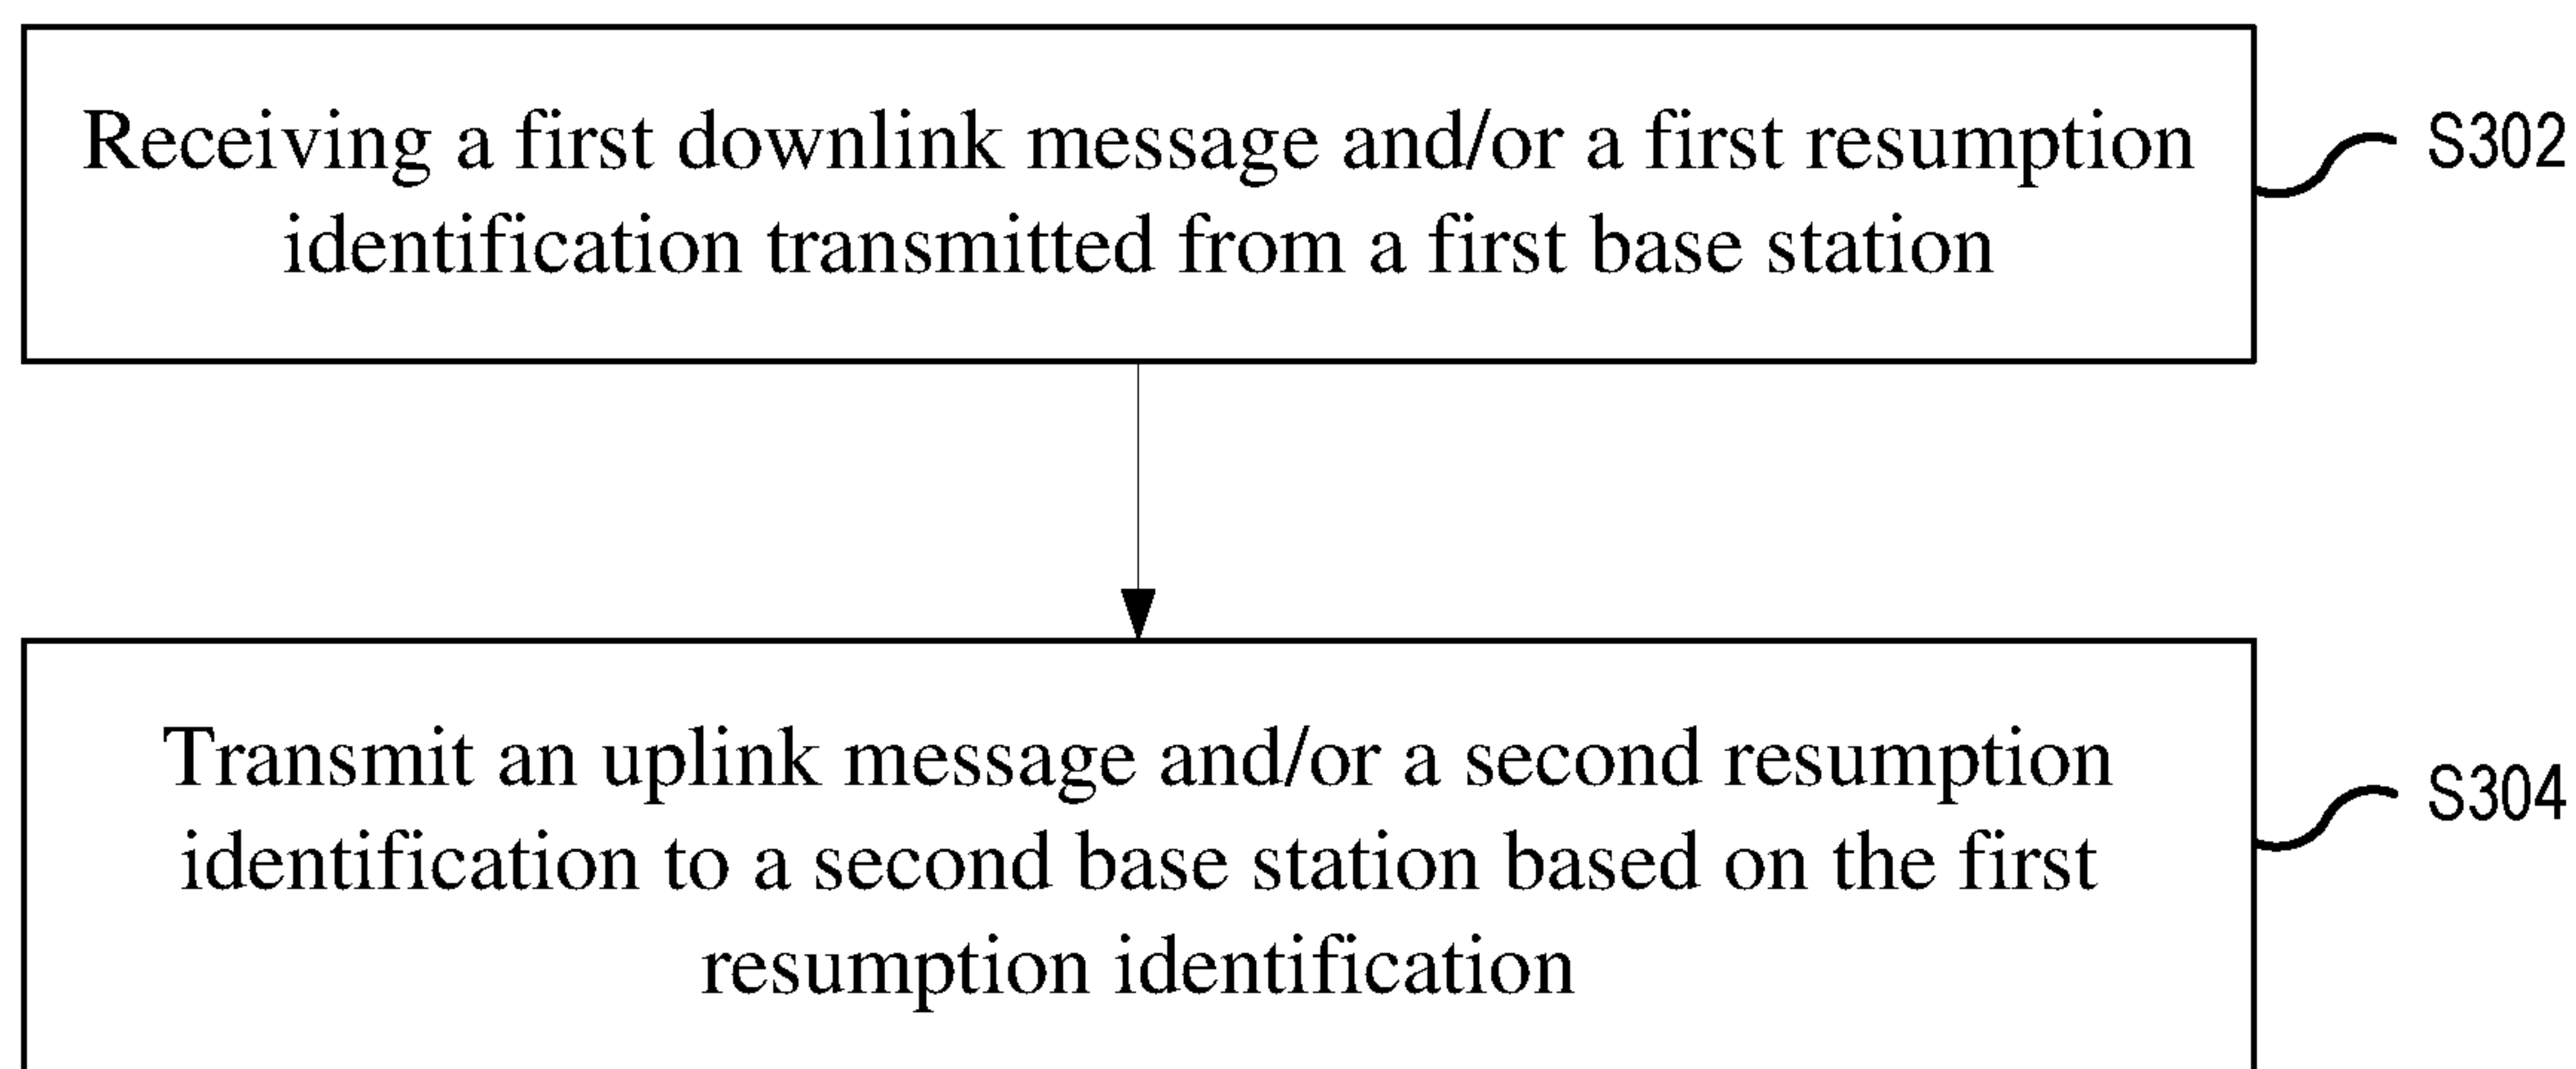 Receiving a first downlink message and/or a first resumption
identification transmitted from a first base station
S302
Transmit an uplink message and/or a second resumption
identification to a second base station based on the first
resumption identification
S304